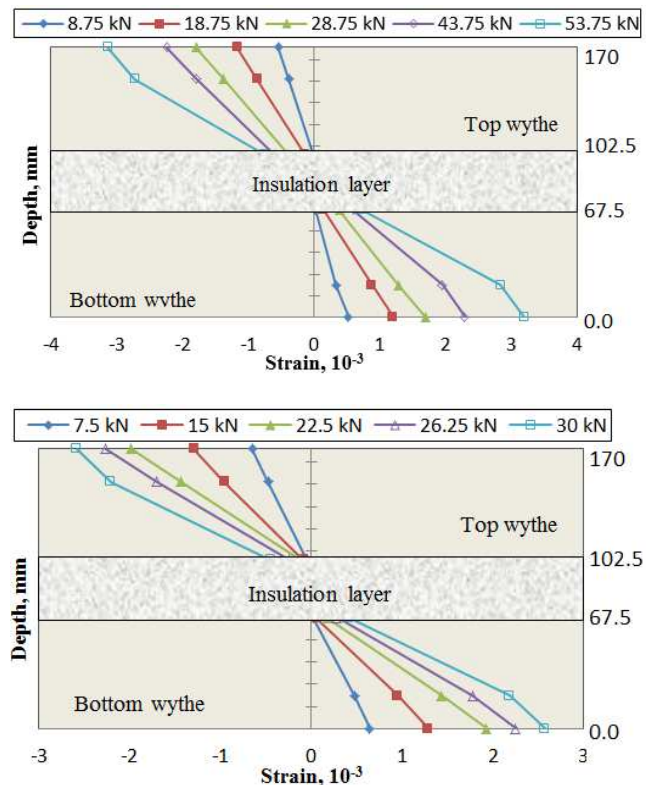 8.75 kN 18.75 kN 28.75 kN 43.75 kN 53.75 kN
170
Top wythe
102.5
Insulation layer
67.5
Bottom wvthe
0.0
Depth, mm
-4 -3 -2 -1 0 1 2 3 4
Strain, 10-3
7.5 kN 15 kN 22.5 kN 26.25 kN 30 kN
170
Top wythe
102.5
Insulation layer
67.5
Bottom wythe
0.0
Depth, mm
-3 -2 -1 0 1 2 3
Strain, 10-3